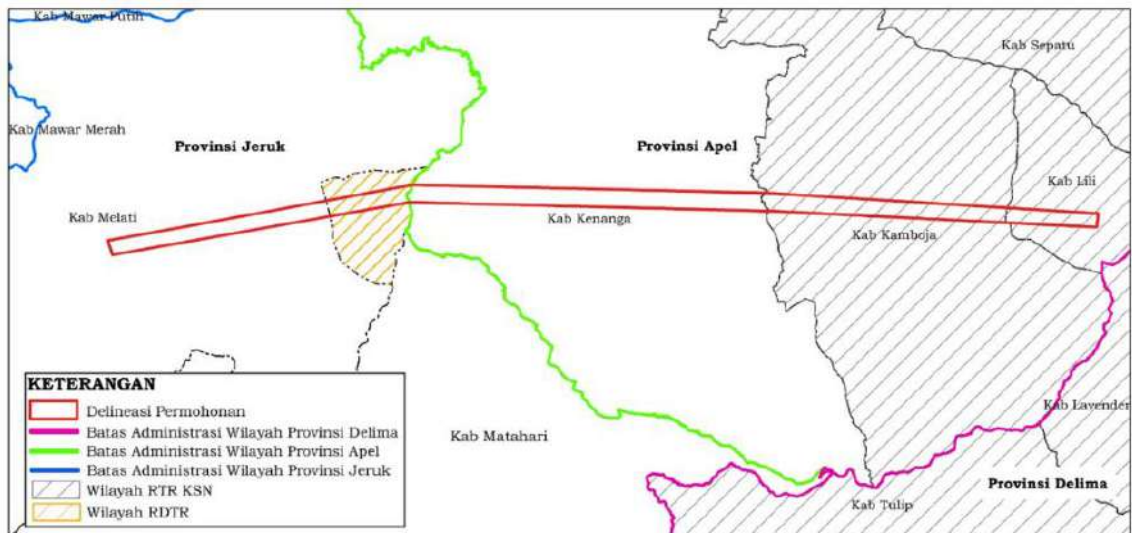 Kab Mawar Putih
Kab Sepatu
Kab Mawar Merah
Provinsi Jeruk
Provinsi Apel
Kab Lili
Kab Melati
Kab Kenanga
Kab Kamboja
KETERANGAN
Delineasi Permohonan
Batas Administrasi Wilayah Provinsi Delima
Batas Administrasi Wilayah Provinsi Apel
Batas Administrasi Wilayah Provinsi Jeruk
Wilayah RTR KSN
Wilayah RDTR
Kab Matahari
Kab Lavender
Provinsi Delima
Kab Tulip